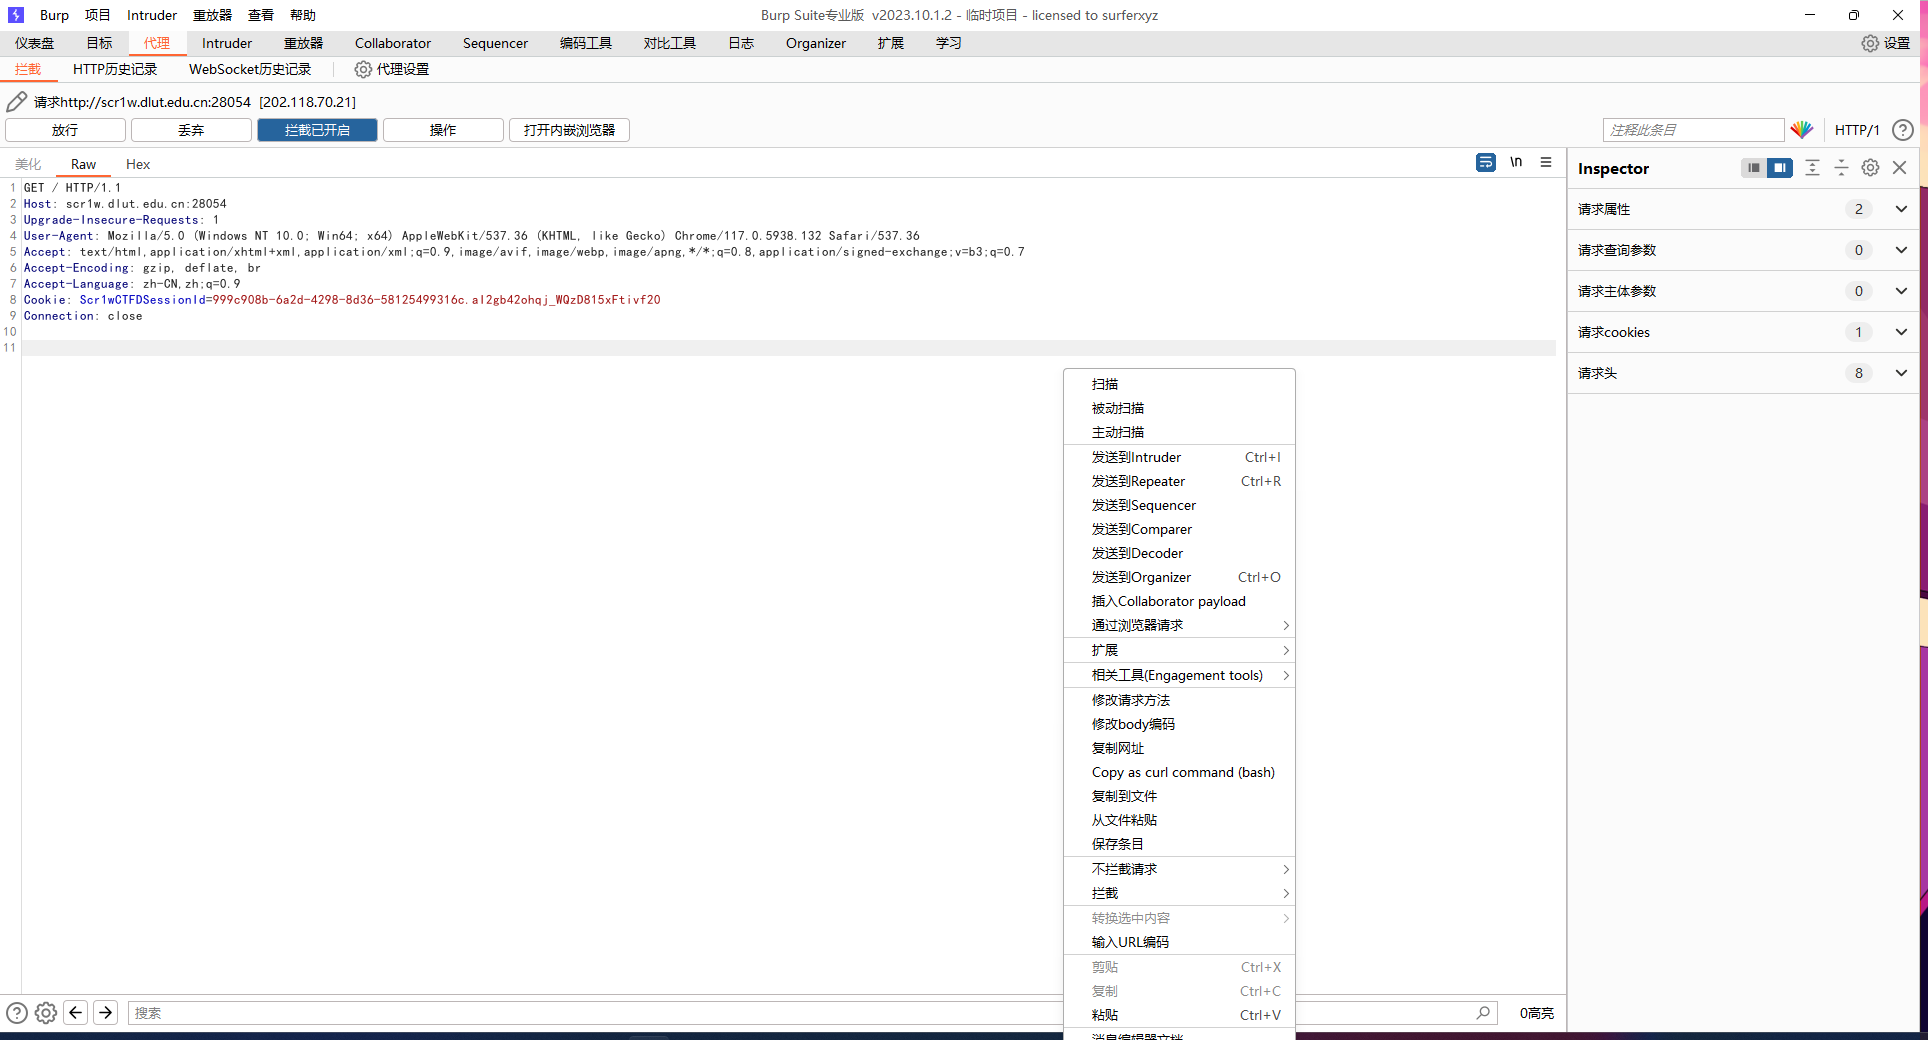 Burp 项目 Intruder 重放器 查看 帮助 Burp Suite专业版 v2023.10.1.2 - 临时项目 - licensed to surferxyz
仪表盘 目标 代理 Intruder 重放器 Collaborator Sequencer 编码工具 对比工具 日志 Organizer 扩展 学习 设置
拦截 HTTP历史记录 WebSocket历史记录 代理设置
请求http://scr1w.dlut.edu.cn:28054 [202.118.70.21]
放行 丢弃 拦截已开启 操作 打开内嵌浏览器 注释此条目 HTTP/1
美化 Raw Hex \n
Inspector
1 GET / HTTP/1.1
2 Host: scr1w.dlut.edu.cn:28054
3 Upgrade-Insecure-Requests: 1
4 User-Agent: Mozilla/5.0 (Windows NT 10.0; Win64; x64) AppleWebKit/537.36 (KHTML, like Gecko) Chrome/117.0.5938.132 Safari/537.36
5 Accept: text/html,application/xhtml+xml,application/xml;q=0.9,image/avif,image/webp,image/apng,*/*;q=0.8,application/signed-exchange;v=b3;q=0.7
6 Accept-Encoding: gzip, deflate, br
7 Accept-Language: zh-CN,zh;q=0.9
8 Cookie: Scr1wCTFDSessionId=999c908b-6a2d-4298-8d36-58125499316c.aI2gb42ohqj_WQzD815xFtivf20
9 Connection: close
10
11
请求属性 2
请求查询参数 0
请求主体参数 0
请求cookies 1
请求头 8
扫描
被动扫描
主动扫描
发送到Intruder Ctrl+I
发送到Repeater Ctrl+R
发送到Sequencer
发送到Comparer
发送到Decoder
发送到Organizer Ctrl+O
插入Collaborator payload
通过浏览器请求
扩展
相关工具(Engagement tools)
修改请求方法
修改body编码
复制网址
Copy as curl command (bash)
复制到文件
从文件粘贴
保存条目
不拦截请求
拦截
转换选中内容
输入URL编码
剪贴 Ctrl+X
复制 Ctrl+C
粘贴 Ctrl+V
消息编辑器文档
搜索 0高亮